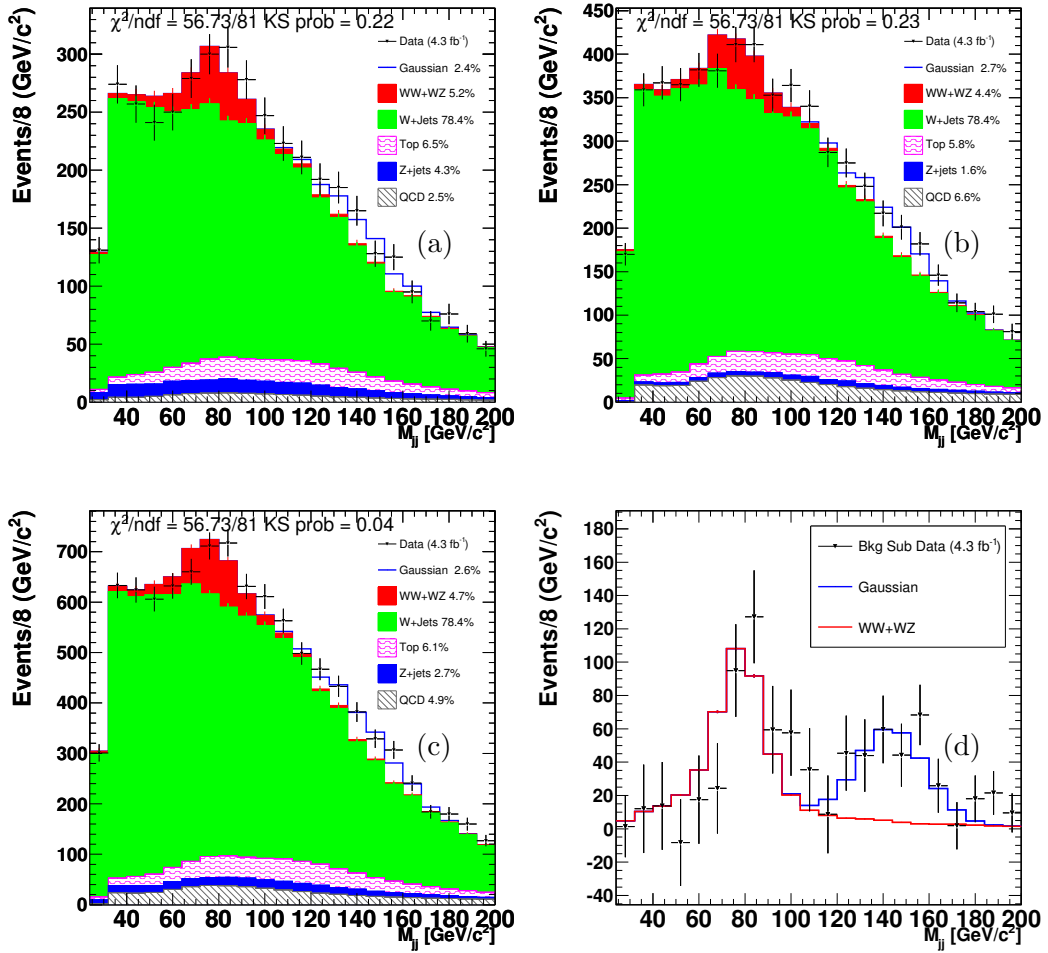 χ²/ndf = 56.73/81 KS prob = 0.22
Events/8 (GeV/c²)
300
250
200
150
100
50
0
Data (4.3 fb⁻¹)
Gaussian 2.4%
WW+WZ 5.2%
W+Jets 78.4%
Top 6.5%
Z+jets 4.3%
QCD 2.5%
(a)
40 60 80 100 120 140 160 180 200
M_jj [GeV/c²]
χ²/ndf = 56.73/81 KS prob = 0.23
Events/8 (GeV/c²)
450
400
350
300
250
200
150
100
50
0
Data (4.3 fb⁻¹)
Gaussian 2.7%
WW+WZ 4.4%
W+Jets 78.4%
Top 5.8%
Z+jets 1.6%
QCD 6.6%
(b)
40 60 80 100 120 140 160 180 200
M_jj [GeV/c²]
χ²/ndf = 56.73/81 KS prob = 0.04
Events/8 (GeV/c²)
700
600
500
400
300
200
100
0
Data (4.3 fb⁻¹)
Gaussian 2.6%
WW+WZ 4.7%
W+Jets 78.4%
Top 6.1%
Z+jets 2.7%
QCD 4.9%
(c)
40 60 80 100 120 140 160 180 200
M_jj [GeV/c²]
Events/8 (GeV/c²)
180
160
140
120
100
80
60
40
20
0
-20
-40
Bkg Sub Data (4.3 fb⁻¹)
Gaussian
WW+WZ
(d)
40 60 80 100 120 140 160 180 200
M_jj [GeV/c²]